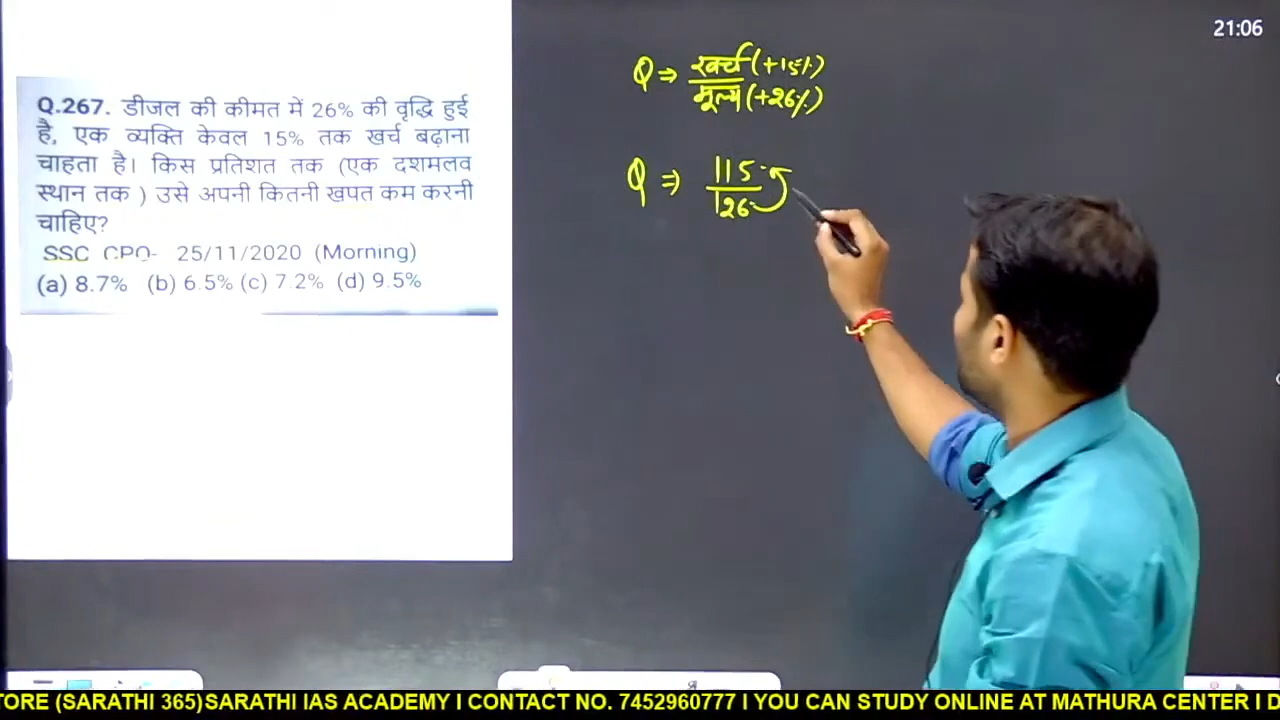 21:06
Q.267. डीजल की कीमत में 26% की वृद्धि हुई
है, एक व्यक्ति केवल 15% तक खर्च बढ़ाना
चाहता है। किस प्रतिशत तक (एक दशमलव
स्थान तक ) उसे अपनी कितनी खपत कम करनी
चाहिए?
SSC CPO- 25/11/2020 (Morning)
(a) 8.7% (b) 6.5% (c) 7.2% (d) 9.5%
Q ⇒ खर्च (+15%)
मूल्य (+26%)
Q ⇒ 115
126
TORE (SARATHI 365)SARATHI IAS ACADEMY I CONTACT NO. 7452960777 I YOU CAN STUDY ONLINE AT MATHURA CENTER I D